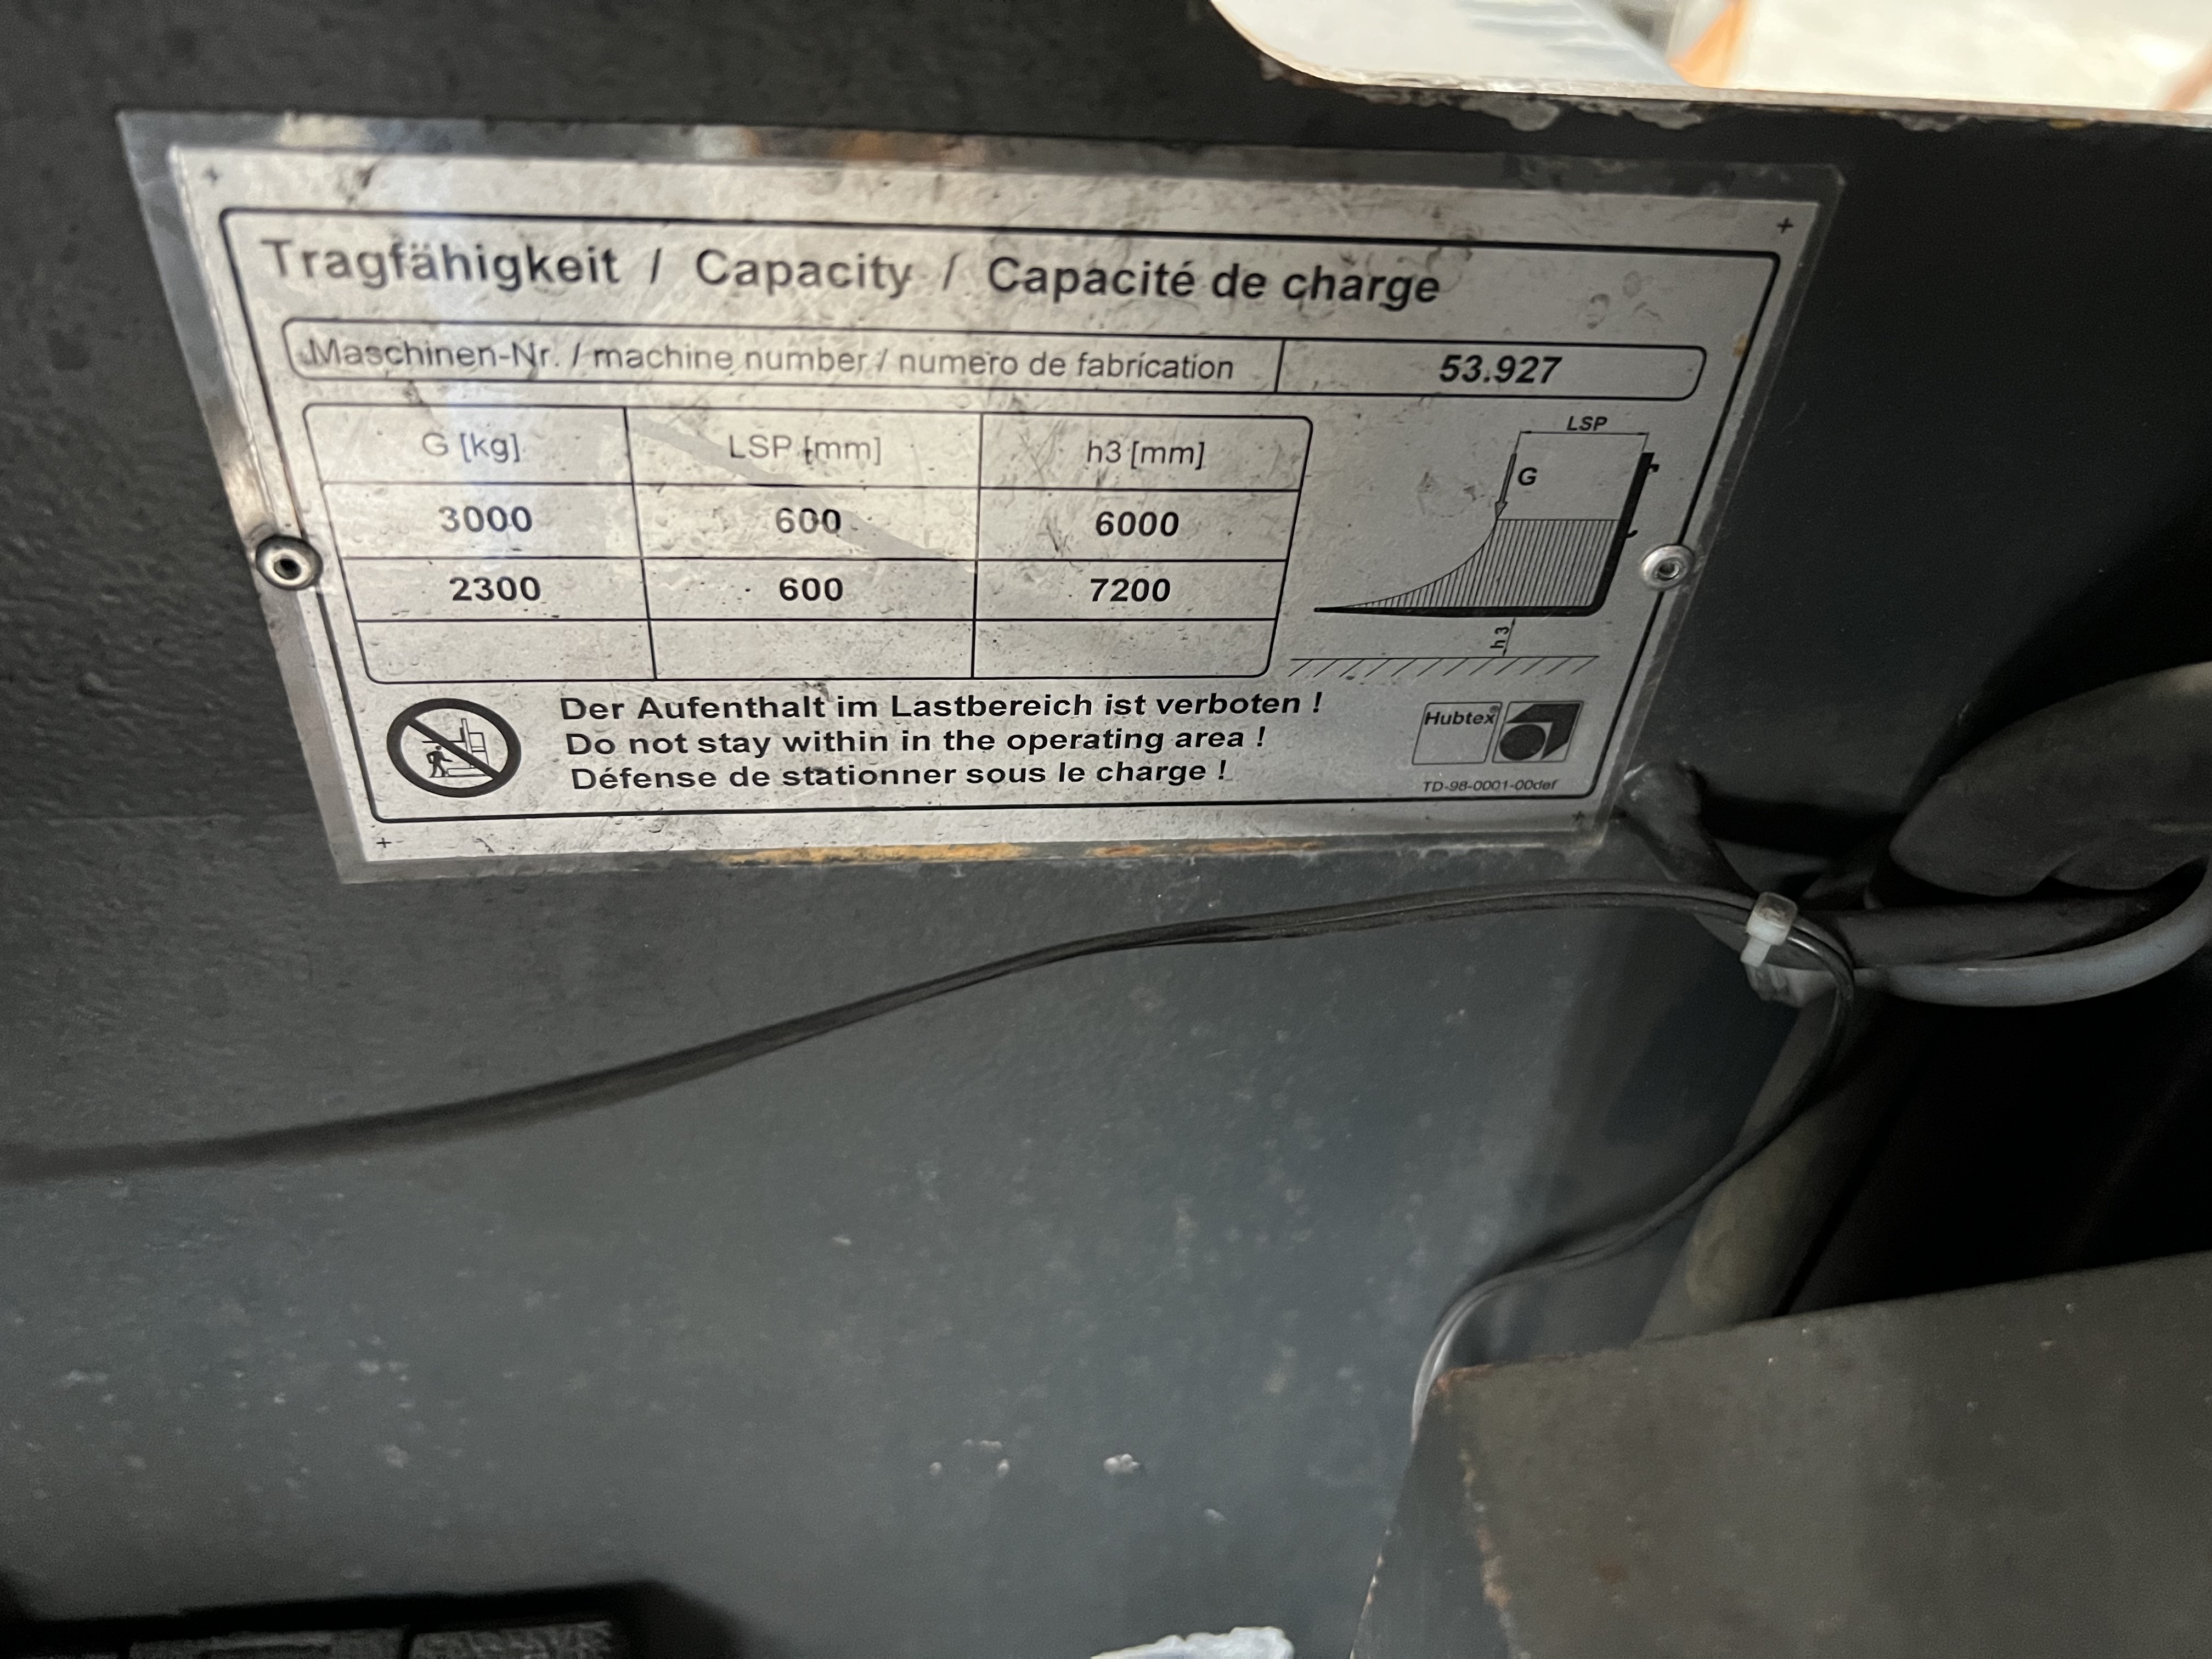 Tragfähigkeit / Capacity / Capacité de charge
Maschinen-Nr. / machine number / numero de fabrication 53.927
G [kg] LSP [mm] h3 [mm]
3000 600 6000
2300 600 7200
LSP
G
h3
Der Aufenthalt im Lastbereich ist verboten !
Do not stay within in the operating area !
Défense de stationner sous le charge !
Hubtex®
TD-98-0001-00def